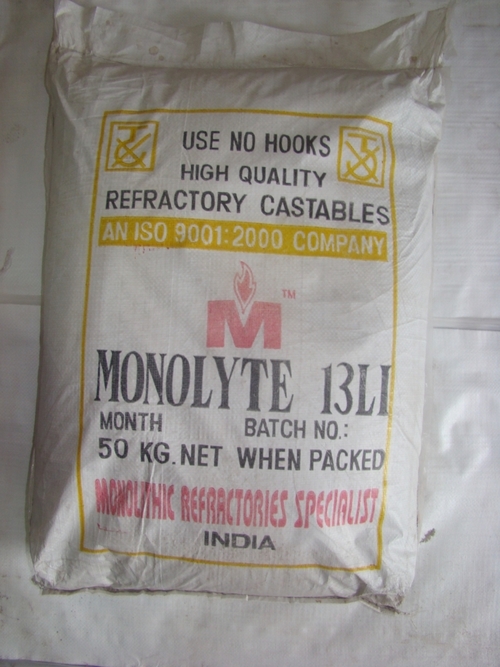 USE NO HOOKS
HIGH QUALITY
REFRACTORY CASTABLES
AN ISO 9001:2000 COMPANY
M TM
MONOLYTE 13LI
MONTH BATCH NO.:
50 KG. NET WHEN PACKED
MONOLITHIC REFRACTORIES SPECIALIST
INDIA